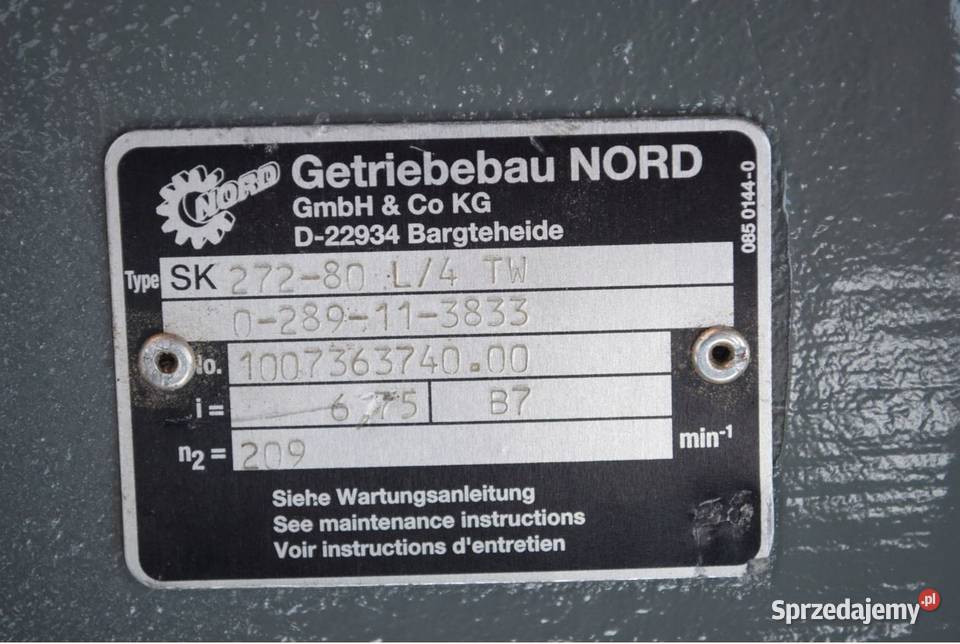 NORD
Getriebebau NORD
GmbH & Co KG
D-22934 Bargteheide
085 0144-0
Type SK 272-80 L/4 TW
0-289-11-3833
No. 1007363740.00
i = 6,75 B7
n2 = 209 min-1
Siehe Wartungsanleitung
See maintenance instructions
Voir instructions d'entretien
Sprzedajemy.pl